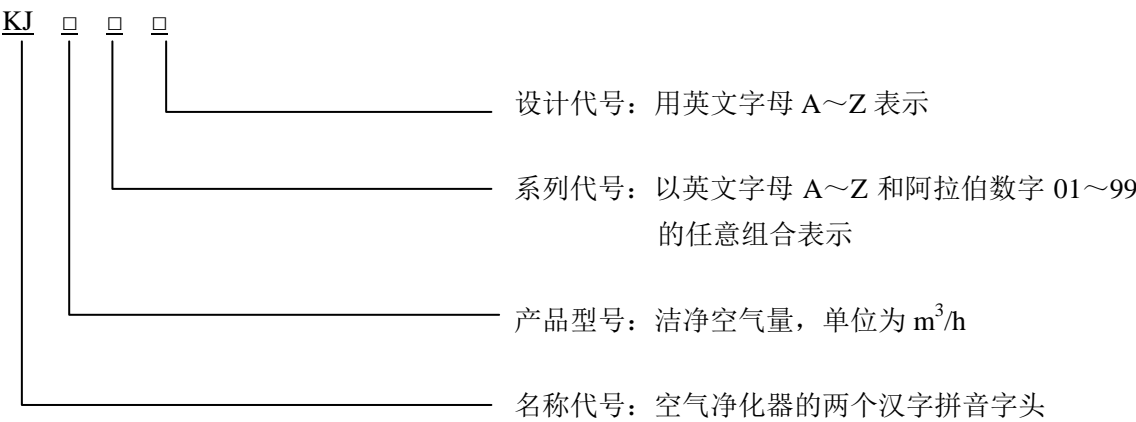 KJ □ □ □
设计代号：用英文字母 A～Z 表示
系列代号：以英文字母 A～Z 和阿拉伯数字 01～99
的任意组合表示
产品型号：洁净空气量，单位为 m³/h
名称代号：空气净化器的两个汉字拼音字头